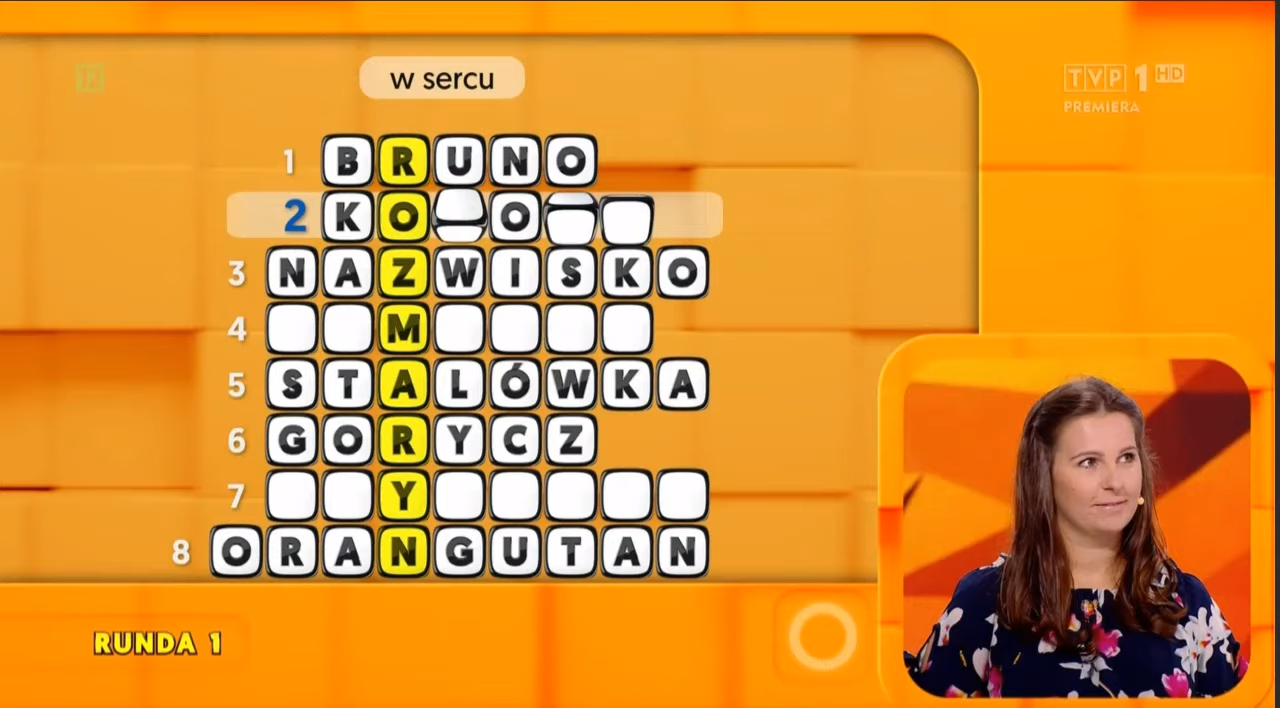 w sercu
12
TVP 1 HD
PREMIERA
1 BRUNO
2 KO O
3 NAZWISKO
4 M
5 STALÓWKA
6 GORYCZ
7 Y
8 ORANGUTAN
RUNDA 1